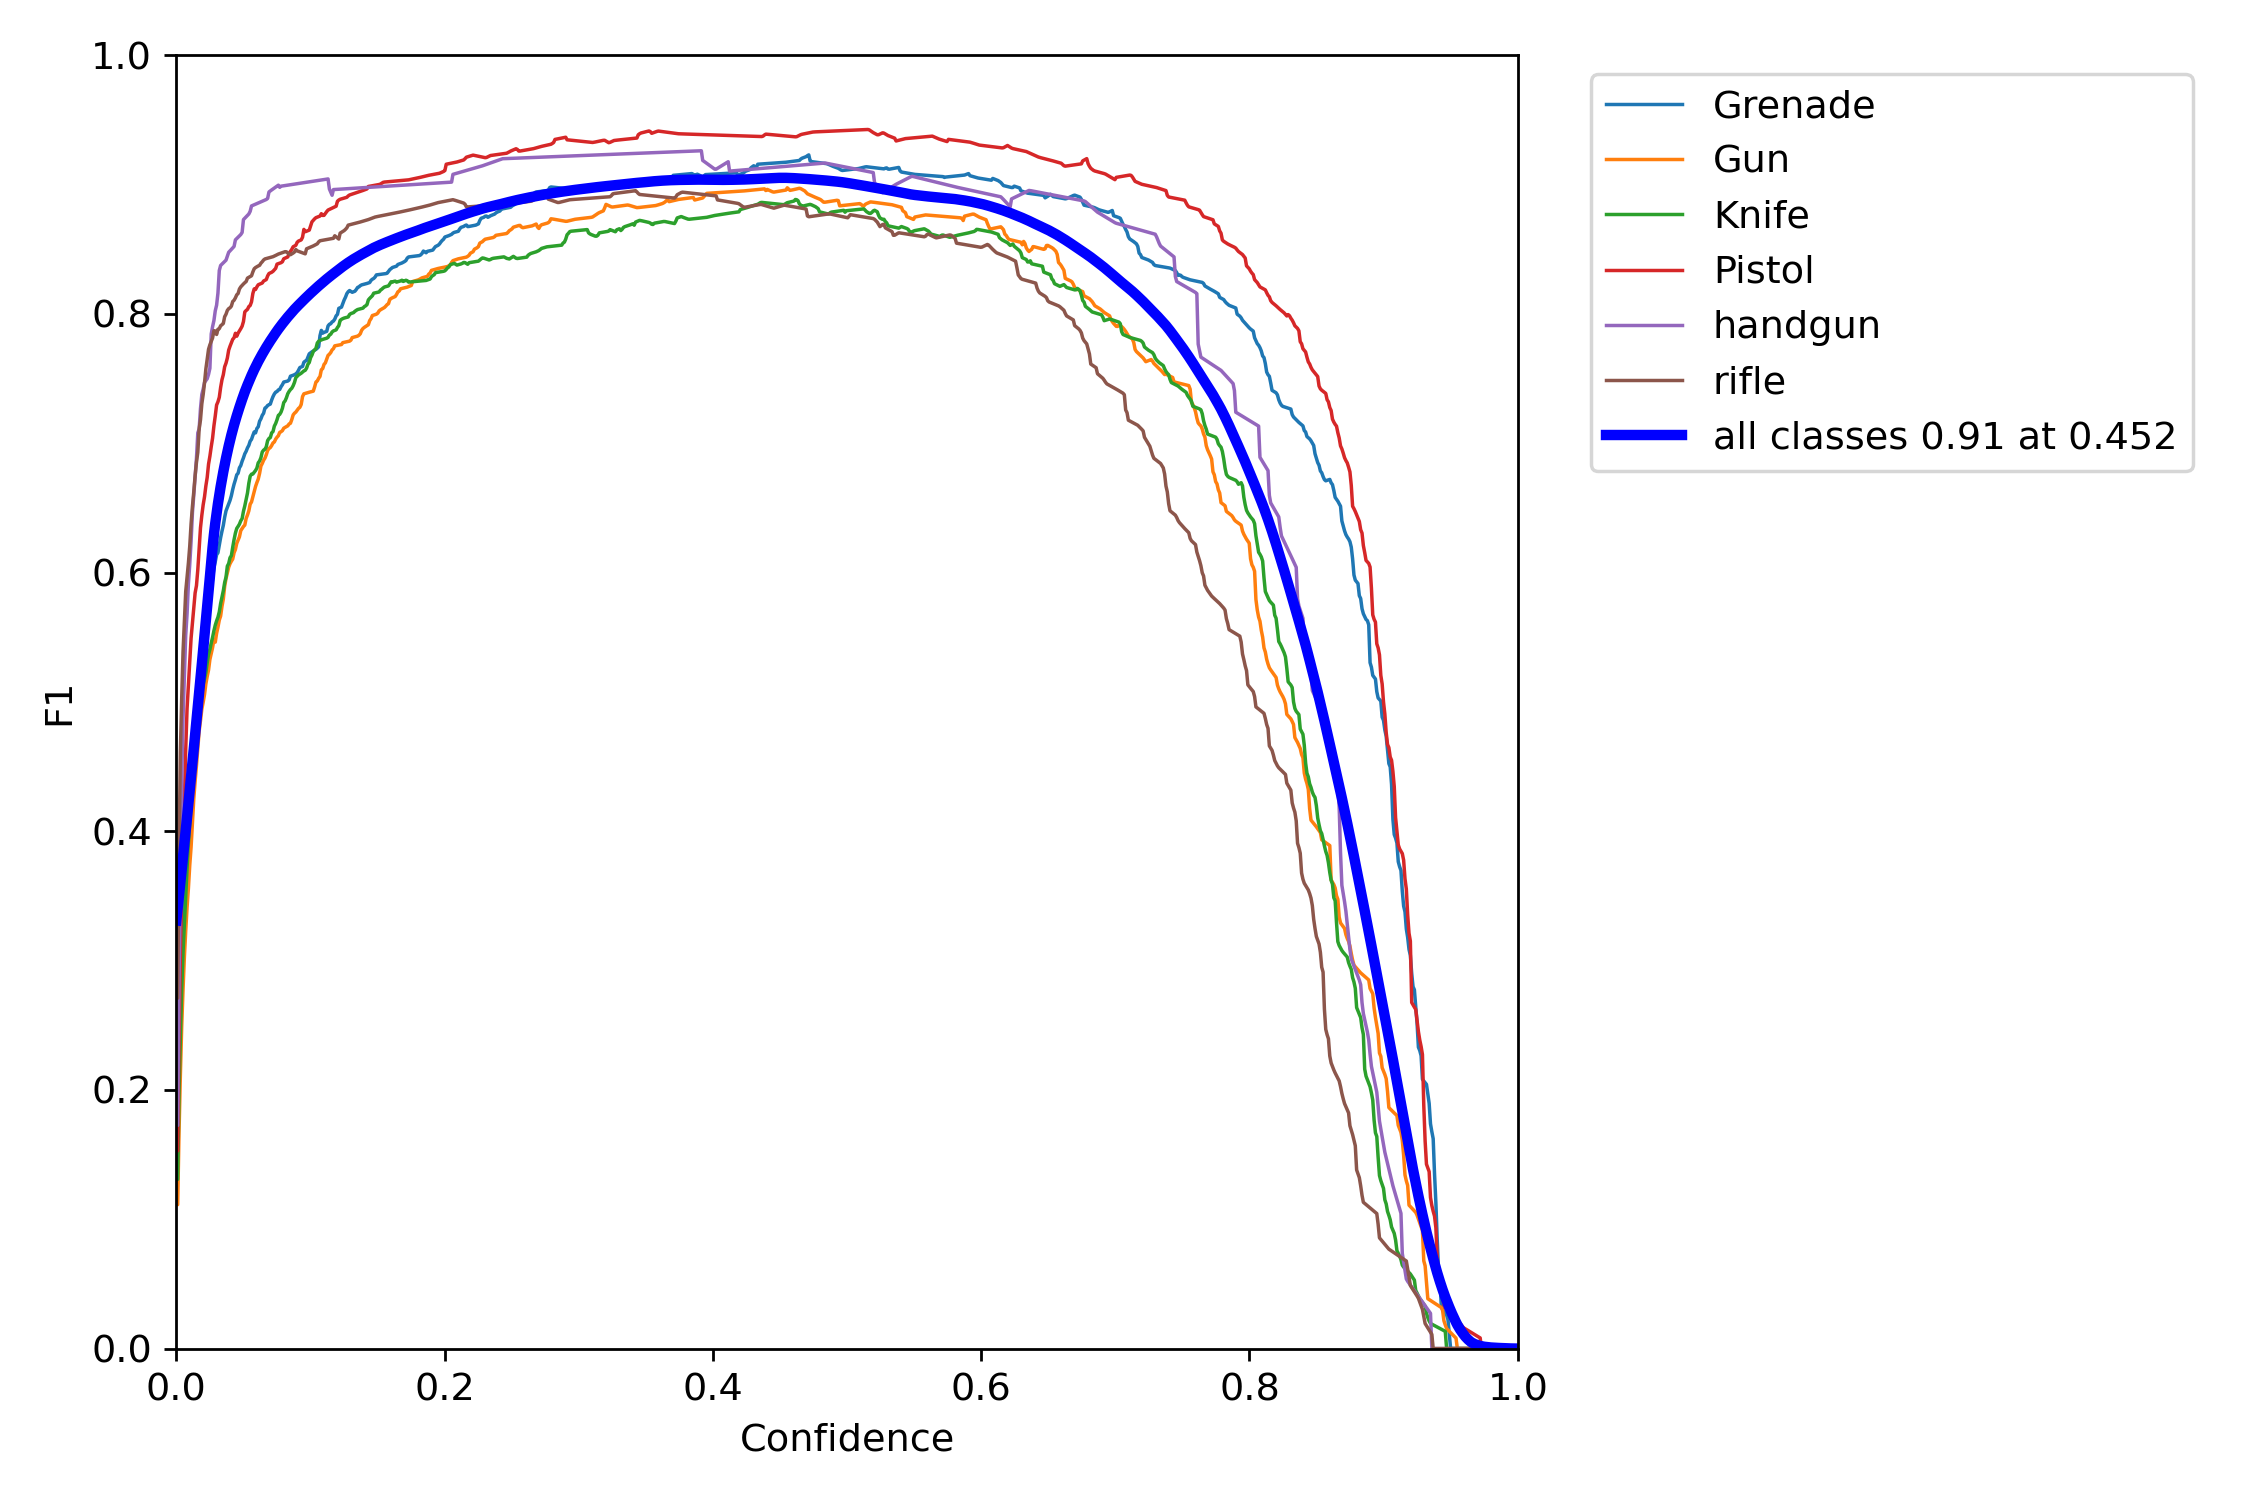 1.0
0.8
0.6
0.4
0.2
0.0
F1
0.0 0.2 0.4 0.6 0.8 1.0
Confidence
Grenade
Gun
Knife
Pistol
handgun
rifle
all classes 0.91 at 0.452